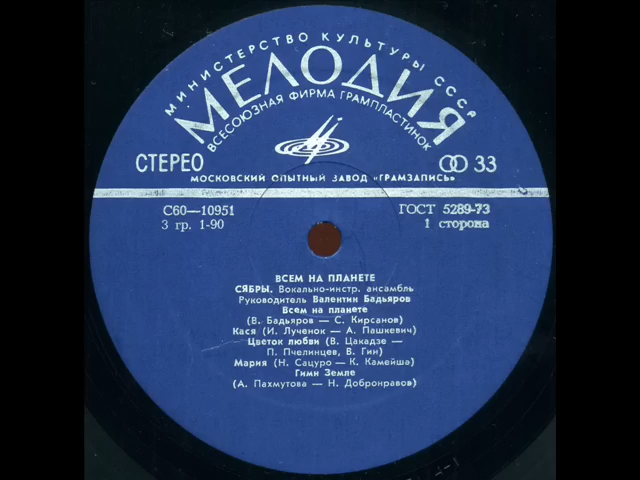 МИНИСТЕРСТВО КУЛЬТУРЫ СССР
МЕЛОДИЯ
ВСЕСОЮЗНАЯ ФИРМА ГРАМПЛАСТИНОК
СТЕРЕО
33
МОСКОВСКИЙ ОПЫТНЫЙ ЗАВОД «ГРАМЗАПИСЬ»
С60—10951
ГОСТ 5289-73
3 гр. 1-90
1 сторона
ВСЕМ НА ПЛАНЕТЕ
СЯБРЫ. Вокально-инстр. ансамбль
Руководитель Валентин Бадьяров
Всем на планете
(В. Бадьяров — С. Кирсанов)
Кася (И. Лученок — А. Пашкевич)
Цветок любви (В. Цакадзе —
П. Пчелинцев, В. Гин)
Мария (Н. Сацуро — К. Камейша)
Гимн Земле
(А. Пахмутова — Н. Добронравов)